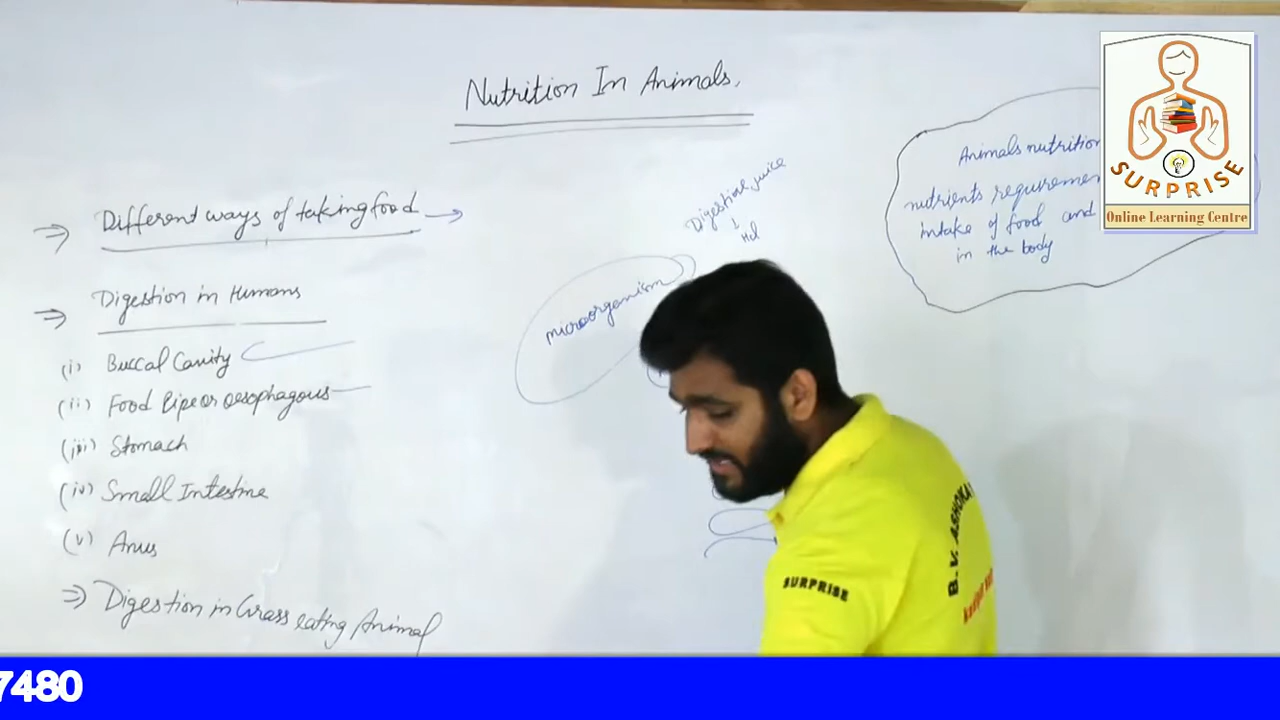 Nutrition In Animals.
⇒ Different ways of taking food →
⇒ Digestion in Humans
(i) Buccal Cavity
(ii) Food Pipe or oesophagous
(iii) Stomach
(iv) Small Intestine
(v) Anus
⇒ Digestion in Grass eating Animal
Digestive juice
↓
Hcl
microorganism
Animals nutrition
nutrients
intake of food and
in the body
SURPRISE
Online Learning Centre
SURPRISE
B.V. ASHOKA
7480